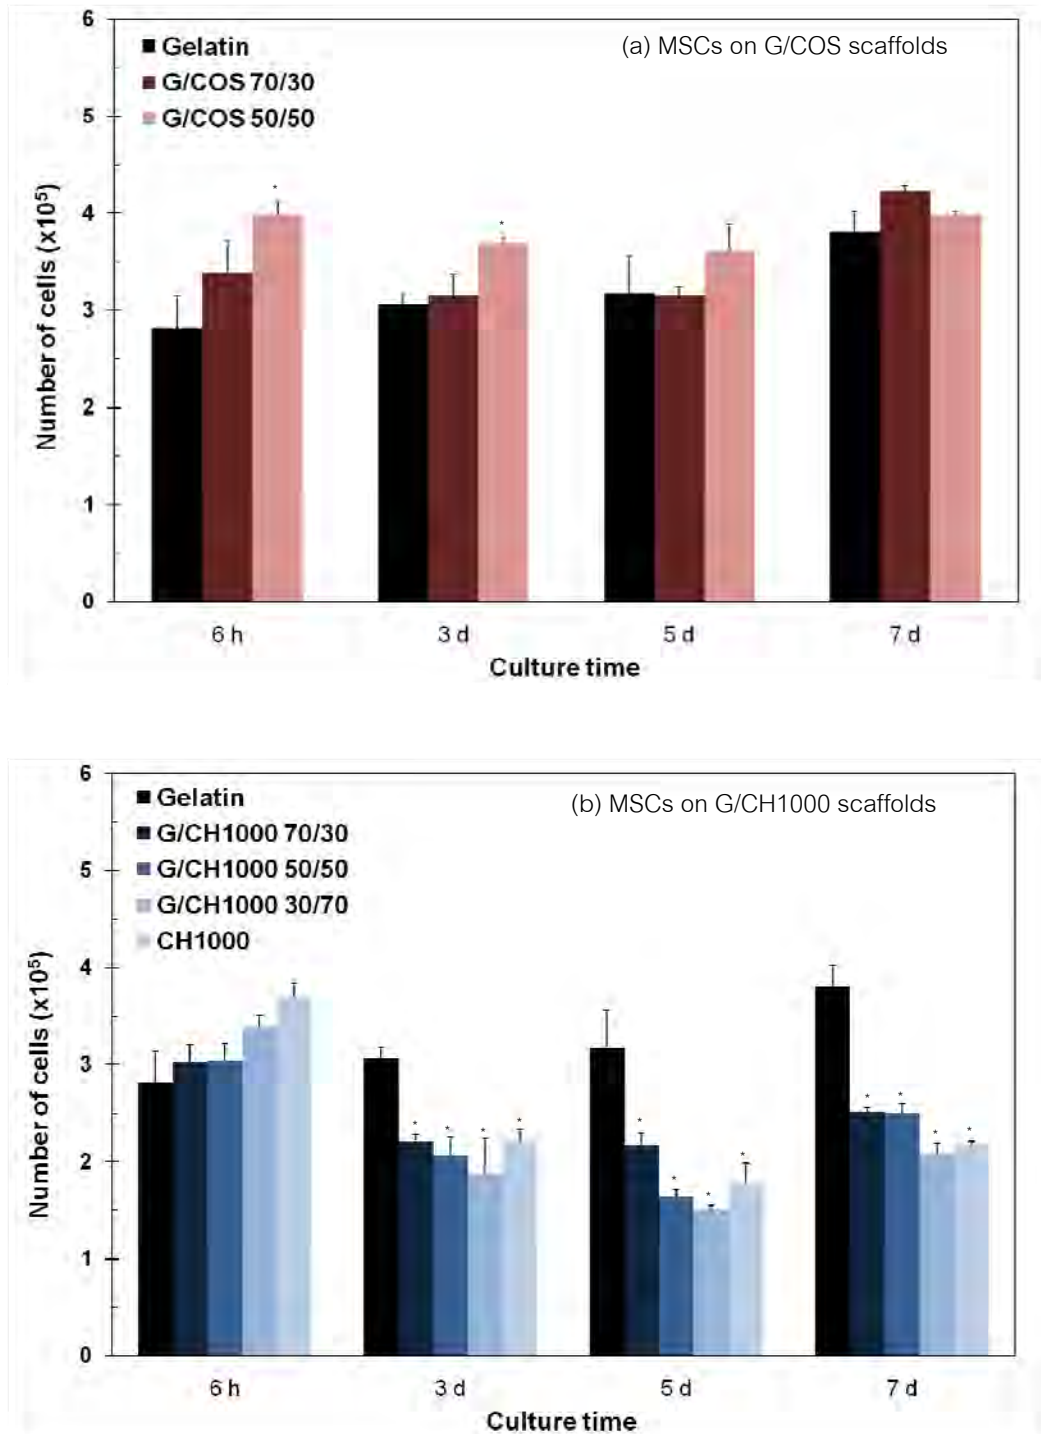 (a) MSCs on G/COS scaffolds
Gelatin
G/COS 70/30
G/COS 50/50
Number of cells (x10⁵)
6
5
4
3
2
1
0
* *
6 h 3 d 5 d 7 d
Culture time
(b) MSCs on G/CH1000 scaffolds
Gelatin
G/CH1000 70/30
G/CH1000 50/50
G/CH1000 30/70
CH1000
Number of cells (x10⁵)
6
5
4
3
2
1
0
* * * * * * * * * * * *
6 h 3 d 5 d 7 d
Culture time